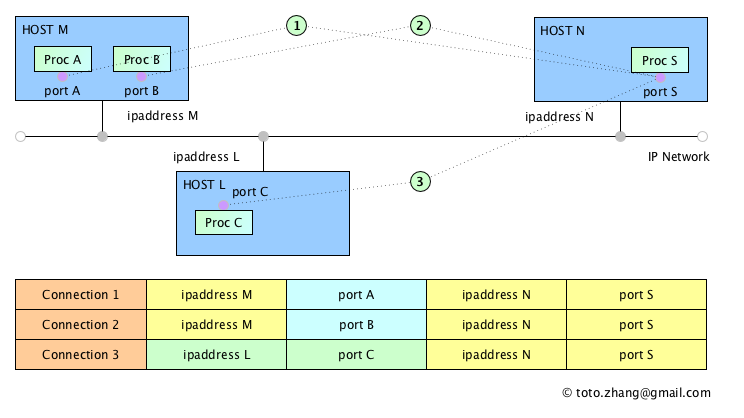 1
2
HOST M
HOST N
Proc A
Proc B
Proc S
port A
port B
port S
ipaddress M
ipaddress N
ipaddress L
IP Network
HOST L
port C
3
Proc C
Connection 1 ipaddress M port A ipaddress N port S
Connection 2 ipaddress M port B ipaddress N port S
Connection 3 ipaddress L port C ipaddress N port S
© toto.zhang@gmail.com